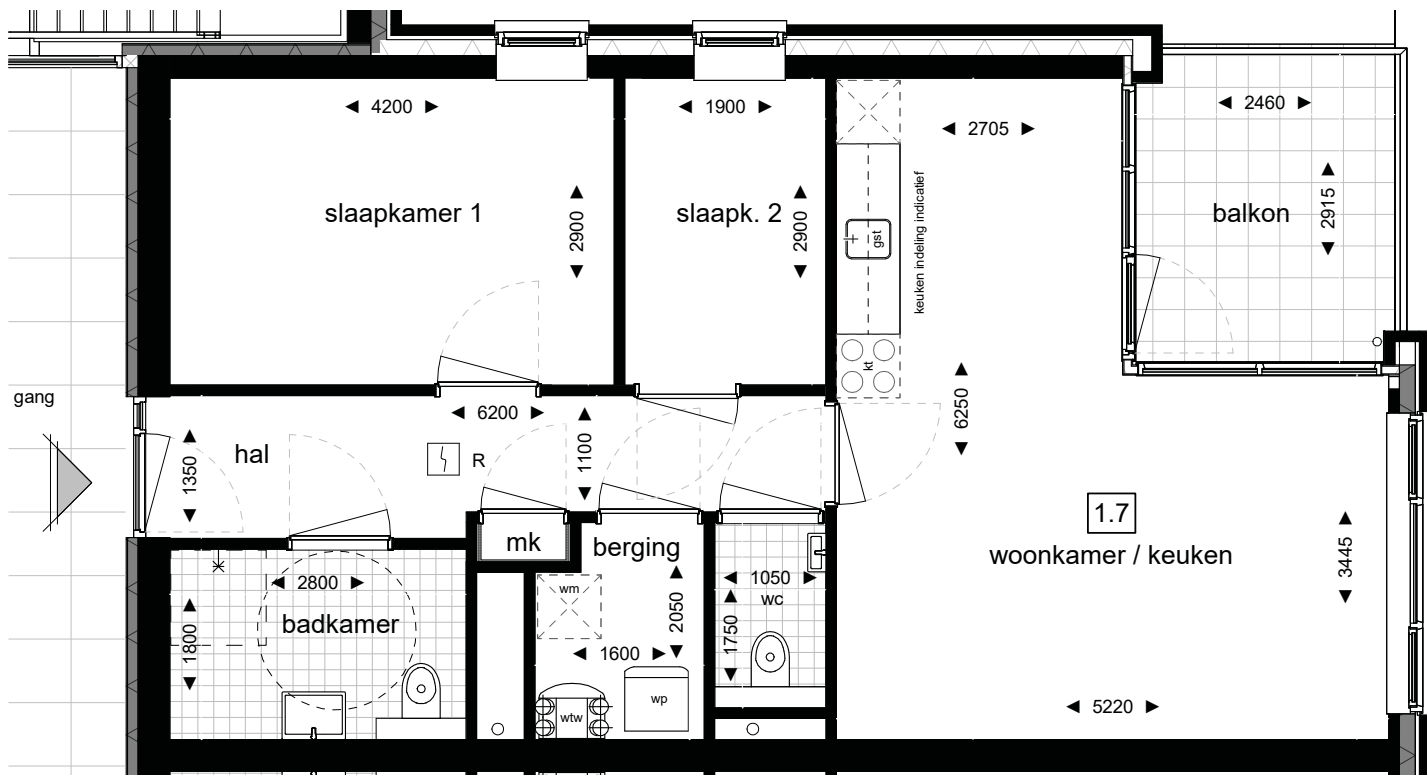 4200
1900
2705
2460
slaapkamer 1
2900
slaapk. 2
2900
gst
keuken indeling indicatief
balkon
2915
kt
gang
6200
6250
hal
1350
R
1100
1.7
mk
berging
woonkamer / keuken
3445
2800
wm
2050
1050
wc
badkamer
1800
1750
1600
wp
wtw
5220